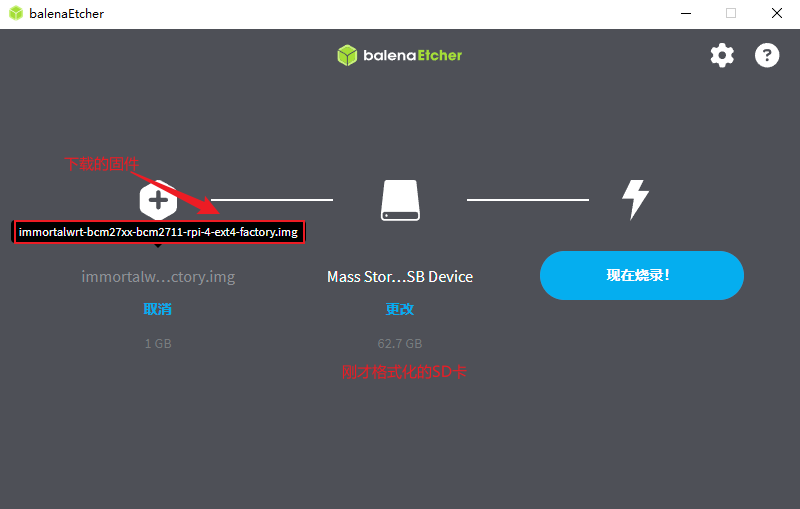 balenaEtcher
balenaEtcher
下载的固件
immortalwrt-bcm27xx-bcm2711-rpi-4-ext4-factory.img
immortalw...ctory.img
Mass Stor...SB Device
现在烧录！
取消
更改
1 GB
62.7 GB
刚才格式化的SD卡